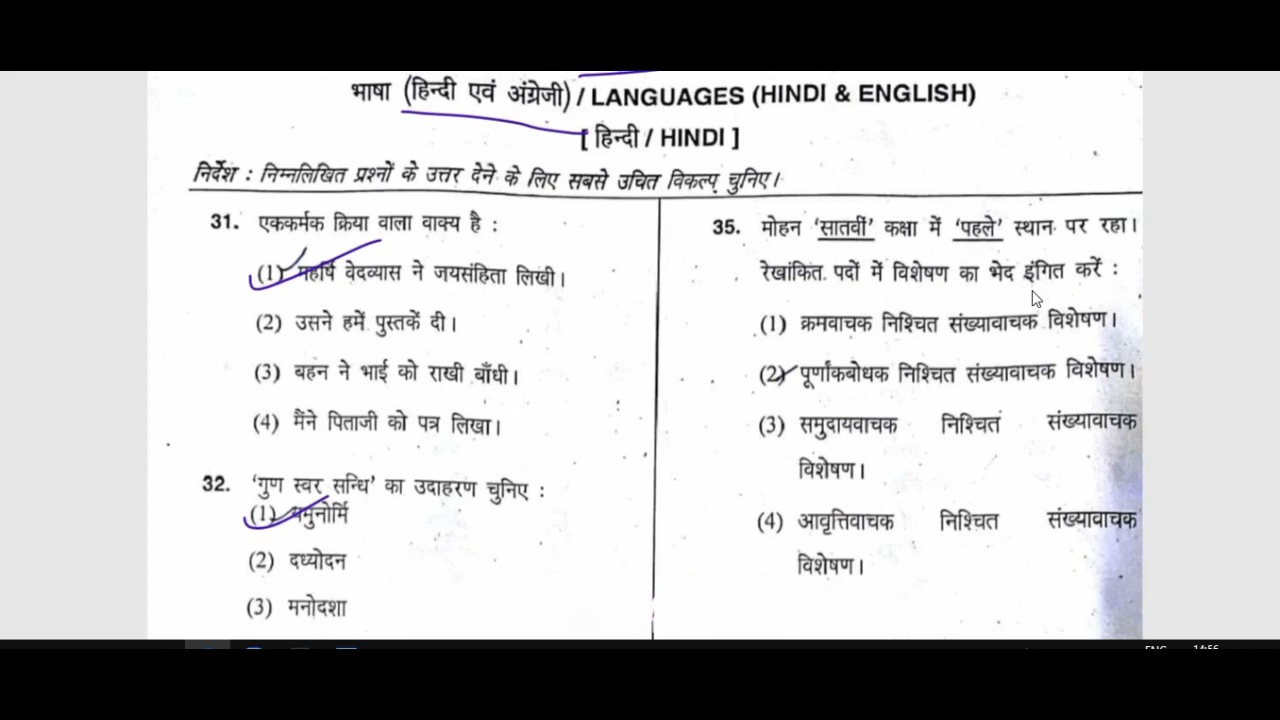 भाषा (हिन्दी एवं अंग्रेजी) / LANGUAGES (HINDI & ENGLISH)
[ हिन्दी / HINDI ]
निर्देश : निम्नलिखित प्रश्नों के उत्तर देने के लिए सबसे उचित विकल्प चुनिए।
31. एककर्मक क्रिया वाला वाक्य है :
(1) महर्षि वेदव्यास ने जयसंहिता लिखी।
(2) उसने हमें पुस्तकें दी।
(3) बहन ने भाई को राखी बाँधी।
(4) मैंने पिताजी को पत्र लिखा।
32. 'गुण स्वर सन्धि' का उदाहरण चुनिए :
(1) यमुनोर्मि
(2) दध्योदन
(3) मनोदशा
35. मोहन 'सातवीं' कक्षा में 'पहले' स्थान पर रहा।
रेखांकित पदों में विशेषण का भेद इंगित करें :
(1) क्रमवाचक निश्चित संख्यावाचक विशेषण।
(2) पूर्णांकबोधक निश्चित संख्यावाचक विशेषण।
(3) समुदायवाचक निश्चित संख्यावाचक
विशेषण।
(4) आवृत्तिवाचक निश्चित संख्यावाचक
विशेषण।